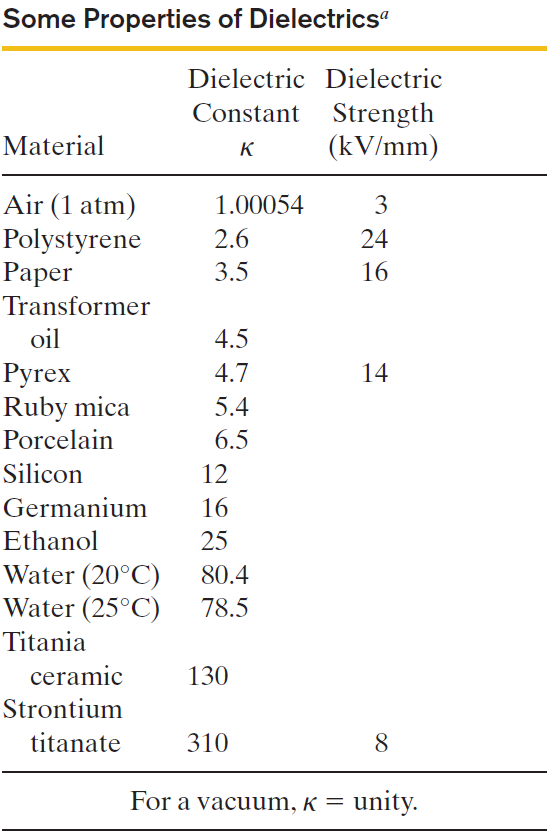 Some Properties of Dielectricsᵃ
Dielectric Dielectric
Constant Strength
Material κ (kV/mm)
Air (1 atm) 1.00054 3
Polystyrene 2.6 24
Paper 3.5 16
Transformer
oil 4.5
Pyrex 4.7 14
Ruby mica 5.4
Porcelain 6.5
Silicon 12
Germanium 16
Ethanol 25
Water (20°C) 80.4
Water (25°C) 78.5
Titania
ceramic 130
Strontium
titanate 310 8
For a vacuum, κ = unity.